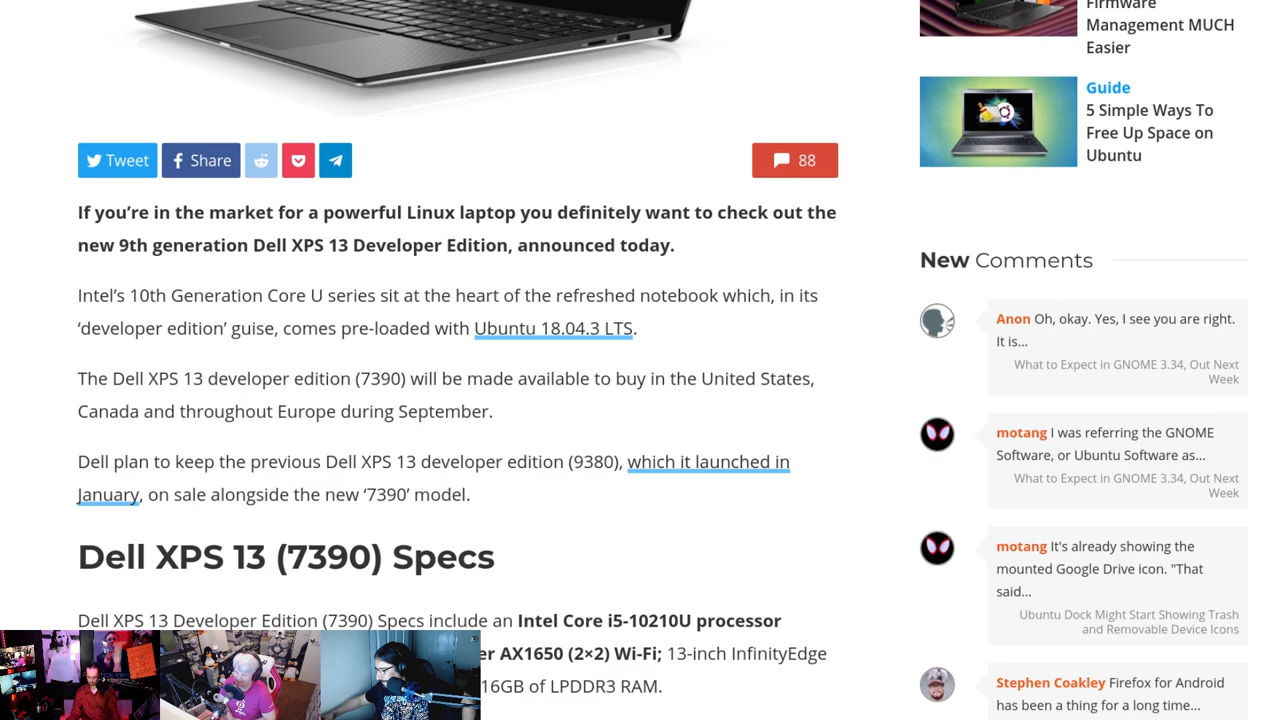 Firmware
Management MUCH
Easier
Guide
5 Simple Ways To
Free Up Space on
Ubuntu
Tweet
Share
88
If you’re in the market for a powerful Linux laptop you definitely want to check out the
new 9th generation Dell XPS 13 Developer Edition, announced today.
Intel’s 10th Generation Core U series sit at the heart of the refreshed notebook which, in its
‘developer edition’ guise, comes pre-loaded with Ubuntu 18.04.3 LTS.
The Dell XPS 13 developer edition (7390) will be made available to buy in the United States,
Canada and throughout Europe during September.
Dell plan to keep the previous Dell XPS 13 developer edition (9380), which it launched in
January, on sale alongside the new ‘7390’ model.
Dell XPS 13 (7390) Specs
Dell XPS 13 Developer Edition (7390) Specs include an Intel Core i5-10210U processor
er AX1650 (2×2) Wi-Fi; 13-inch InfinityEdge
16GB of LPDDR3 RAM.
New Comments
Anon Oh, okay. Yes, I see you are right.
It is...
What to Expect in GNOME 3.34, Out Next
Week
motang I was referring the GNOME
Software, or Ubuntu Software as...
What to Expect in GNOME 3.34, Out Next
Week
motang It's already showing the
mounted Google Drive icon. "That
said...
Ubuntu Dock Might Start Showing Trash
and Removable Device Icons
Stephen Coakley Firefox for Android
has been a thing for a long time...